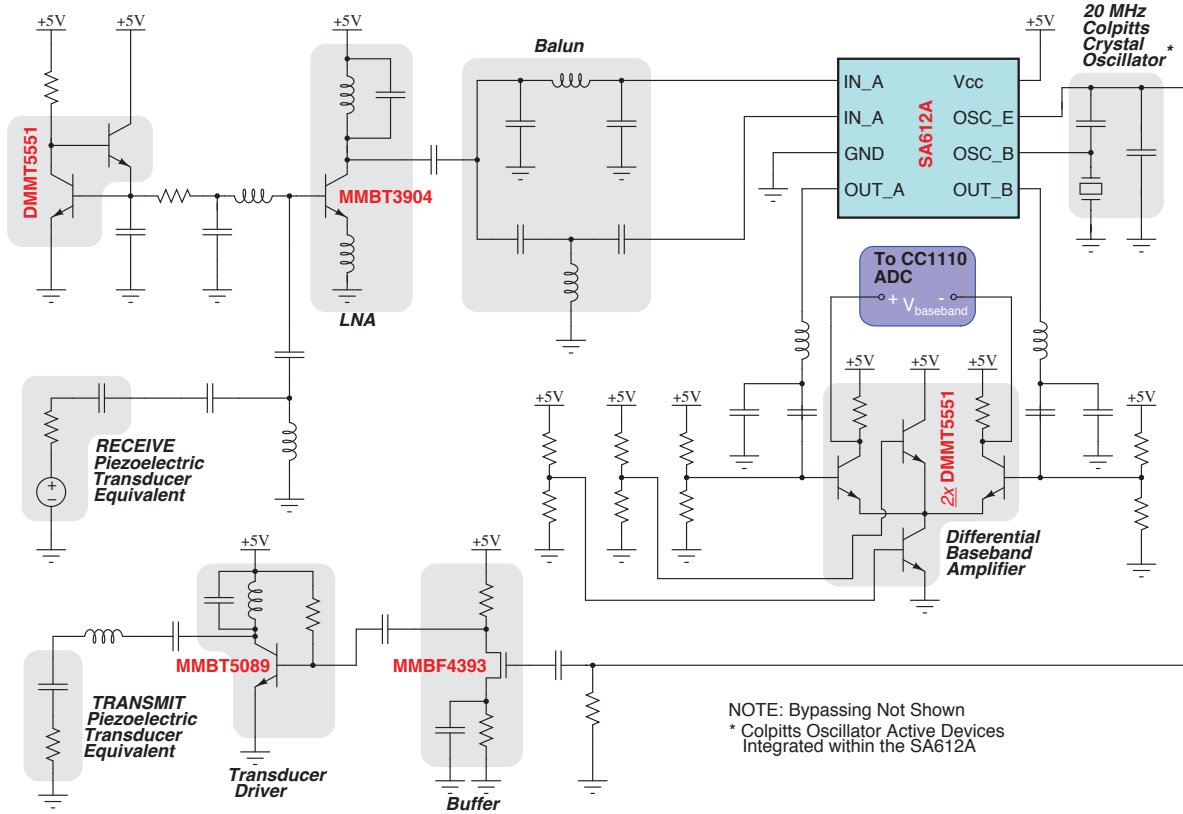 +5V
+5V
DMMT5551
+5V
MMBT3904
LNA
Balun
+5V
20 MHz
Colpitts
Crystal
Oscillator *
IN_A
Vcc
IN_A
OSC_E
GND
OSC_B
OUT_A
OUT_B
SA612A
To CC1110
ADC
+ Vbaseband -
RECEIVE
Piezoelectric
Transducer
Equivalent
+
−
+5V
+5V
+5V
+5V
+5V
+5V
+5V
2x DMMT5551
Differential
Baseband
Amplifier
+5V
MMBT5089
Transducer
Driver
+5V
MMBF4393
Buffer
TRANSMIT
Piezoelectric
Transducer
Equivalent
NOTE: Bypassing Not Shown
* Colpitts Oscillator Active Devices
Integrated within the SA612A